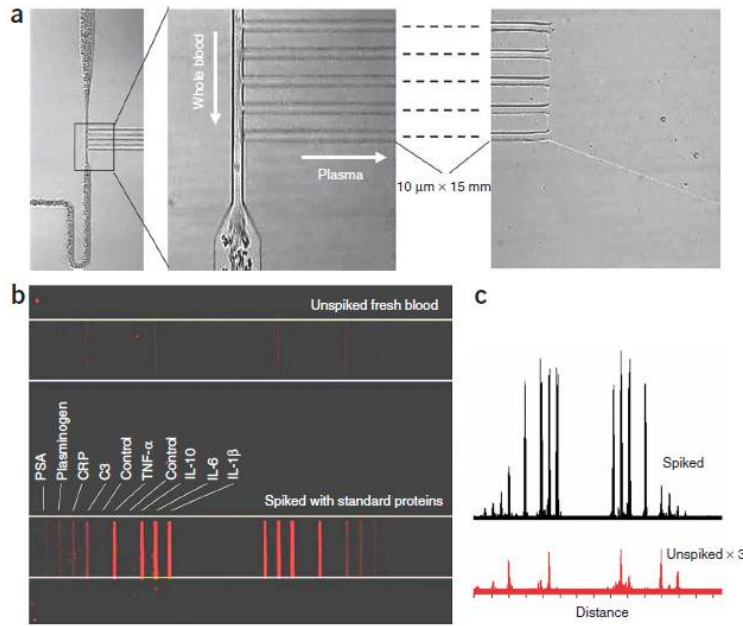 a
Whole blood
Plasma
10 μm × 15 mm
b
Unspiked fresh blood
PSA
Plasminogen
CRP
C3
Control
TNF-α
Control
IL-10
IL-6
IL-1β
Spiked with standard proteins
c
Spiked
Unspiked × 3
Distance